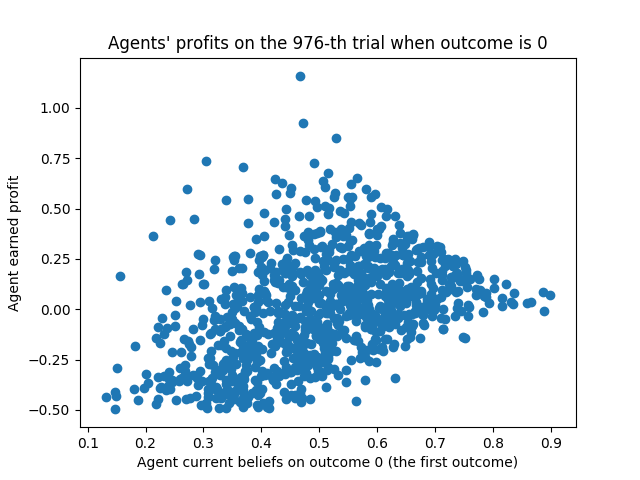 Agents' profits on the 976-th trial when outcome is 0
Agent earned profit
1.00
0.75
0.50
0.25
0.00
−0.25
−0.50
0.1 0.2 0.3 0.4 0.5 0.6 0.7 0.8 0.9
Agent current beliefs on outcome 0 (the first outcome)